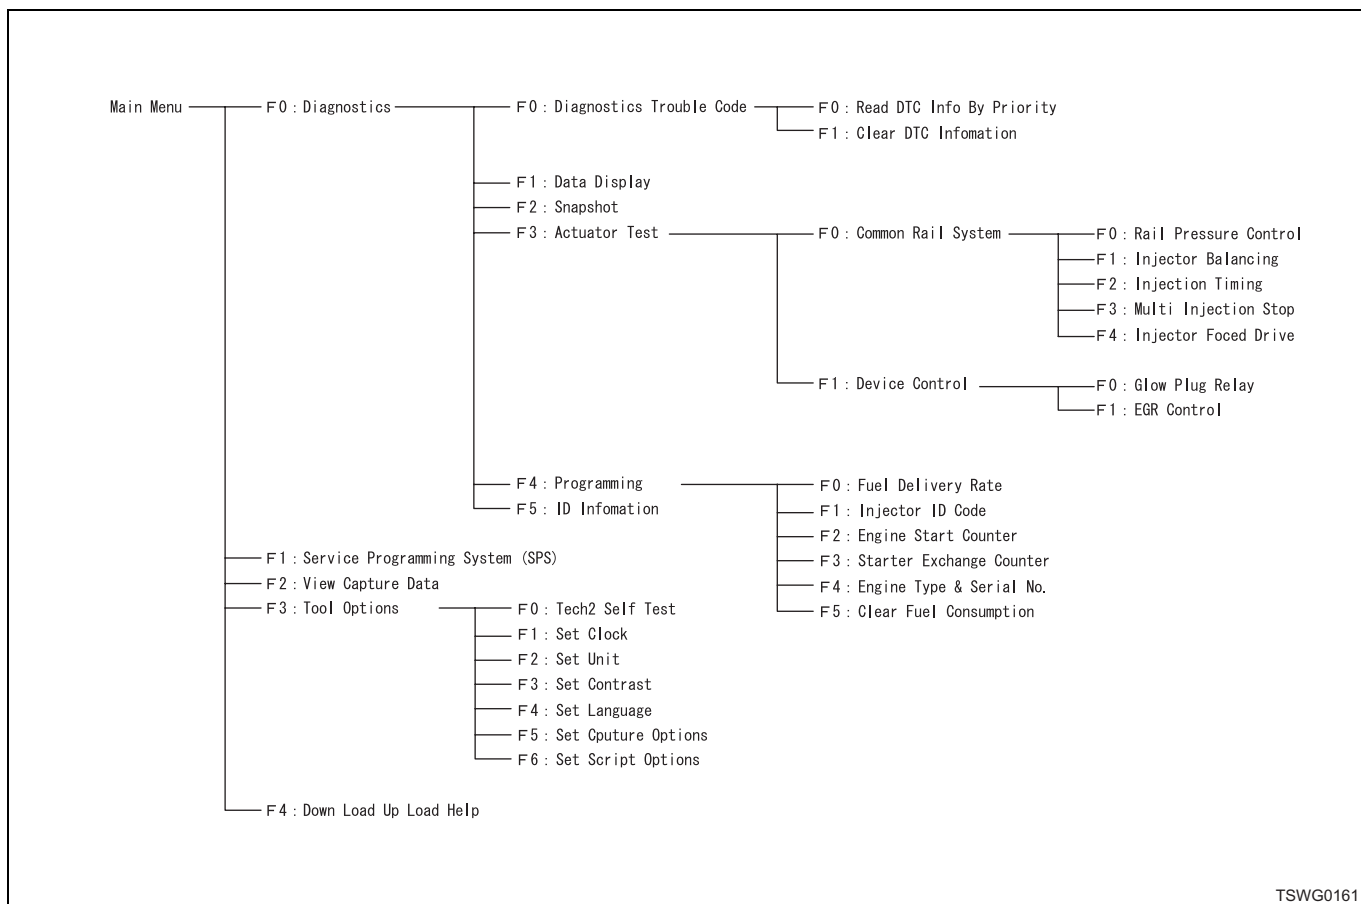 Main Menu F0: Diagnostics F0: Diagnostics Trouble Code F0: Read DTC Info By Priority
F1: Clear DTC Infomation
F1: Data Display
F2: Snapshot
F3: Actuator Test F0: Common Rail System F0: Rail Pressure Control
F1: Injector Balancing
F2: Injection Timing
F3: Multi Injection Stop
F4: Injector Foced Drive
F1: Device Control F0: Glow Plug Relay
F1: EGR Control
F4: Programming F0: Fuel Delivery Rate
F5: ID Infomation F1: Injector ID Code
F2: Engine Start Counter
F1: Service Programming System (SPS) F3: Starter Exchange Counter
F2: View Capture Data F4: Engine Type & Serial No.
F3: Tool Options F0: Tech2 Self Test F5: Clear Fuel Consumption
F1: Set Clock
F2: Set Unit
F3: Set Contrast
F4: Set Language
F5: Set Cputure Options
F6: Set Script Options
F4: Down Load Up Load Help
TSWG0161